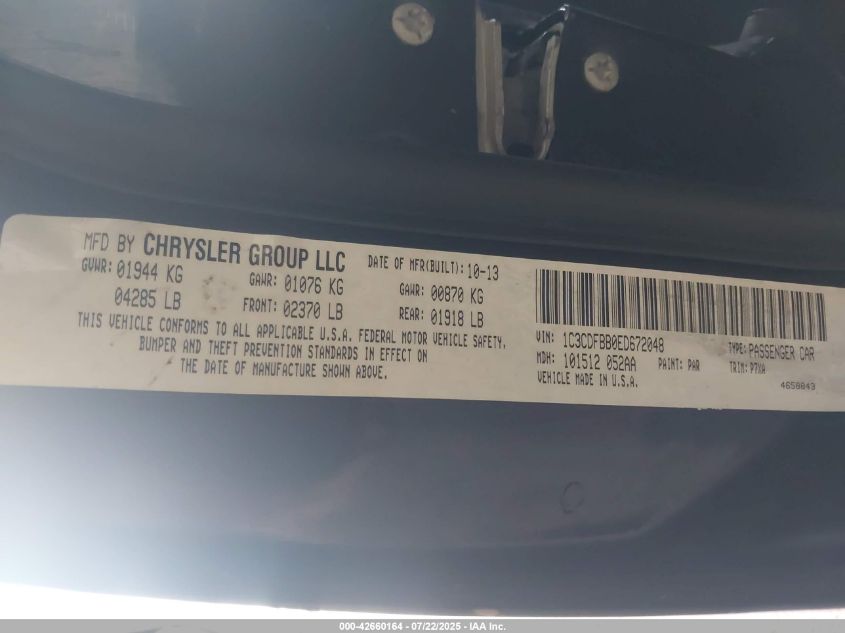 MFD BY CHRYSLER GROUP LLC DATE OF MFR(BUILT): 10-13
GVWR: 01944 KG GAWR: 01076 KG GAWR: 00870 KG
04285 LB FRONT: 02370 LB REAR: 01918 LB
THIS VEHICLE CONFORMS TO ALL APPLICABLE U.S.A. FEDERAL MOTOR VEHICLE SAFETY,
BUMPER AND THEFT PREVENTION STANDARDS IN EFFECT ON
THE DATE OF MANUFACTURE SHOWN ABOVE.
VIN: 1C3CDFBB0ED672048 TYPE: PASSENGER CAR
MDH: 101512 052AA PAINT: PAR TRIM: P7XA
VEHICLE MADE IN U.S.A. 4658843
000-42660164 - 07/22/2025 - IAA Inc.